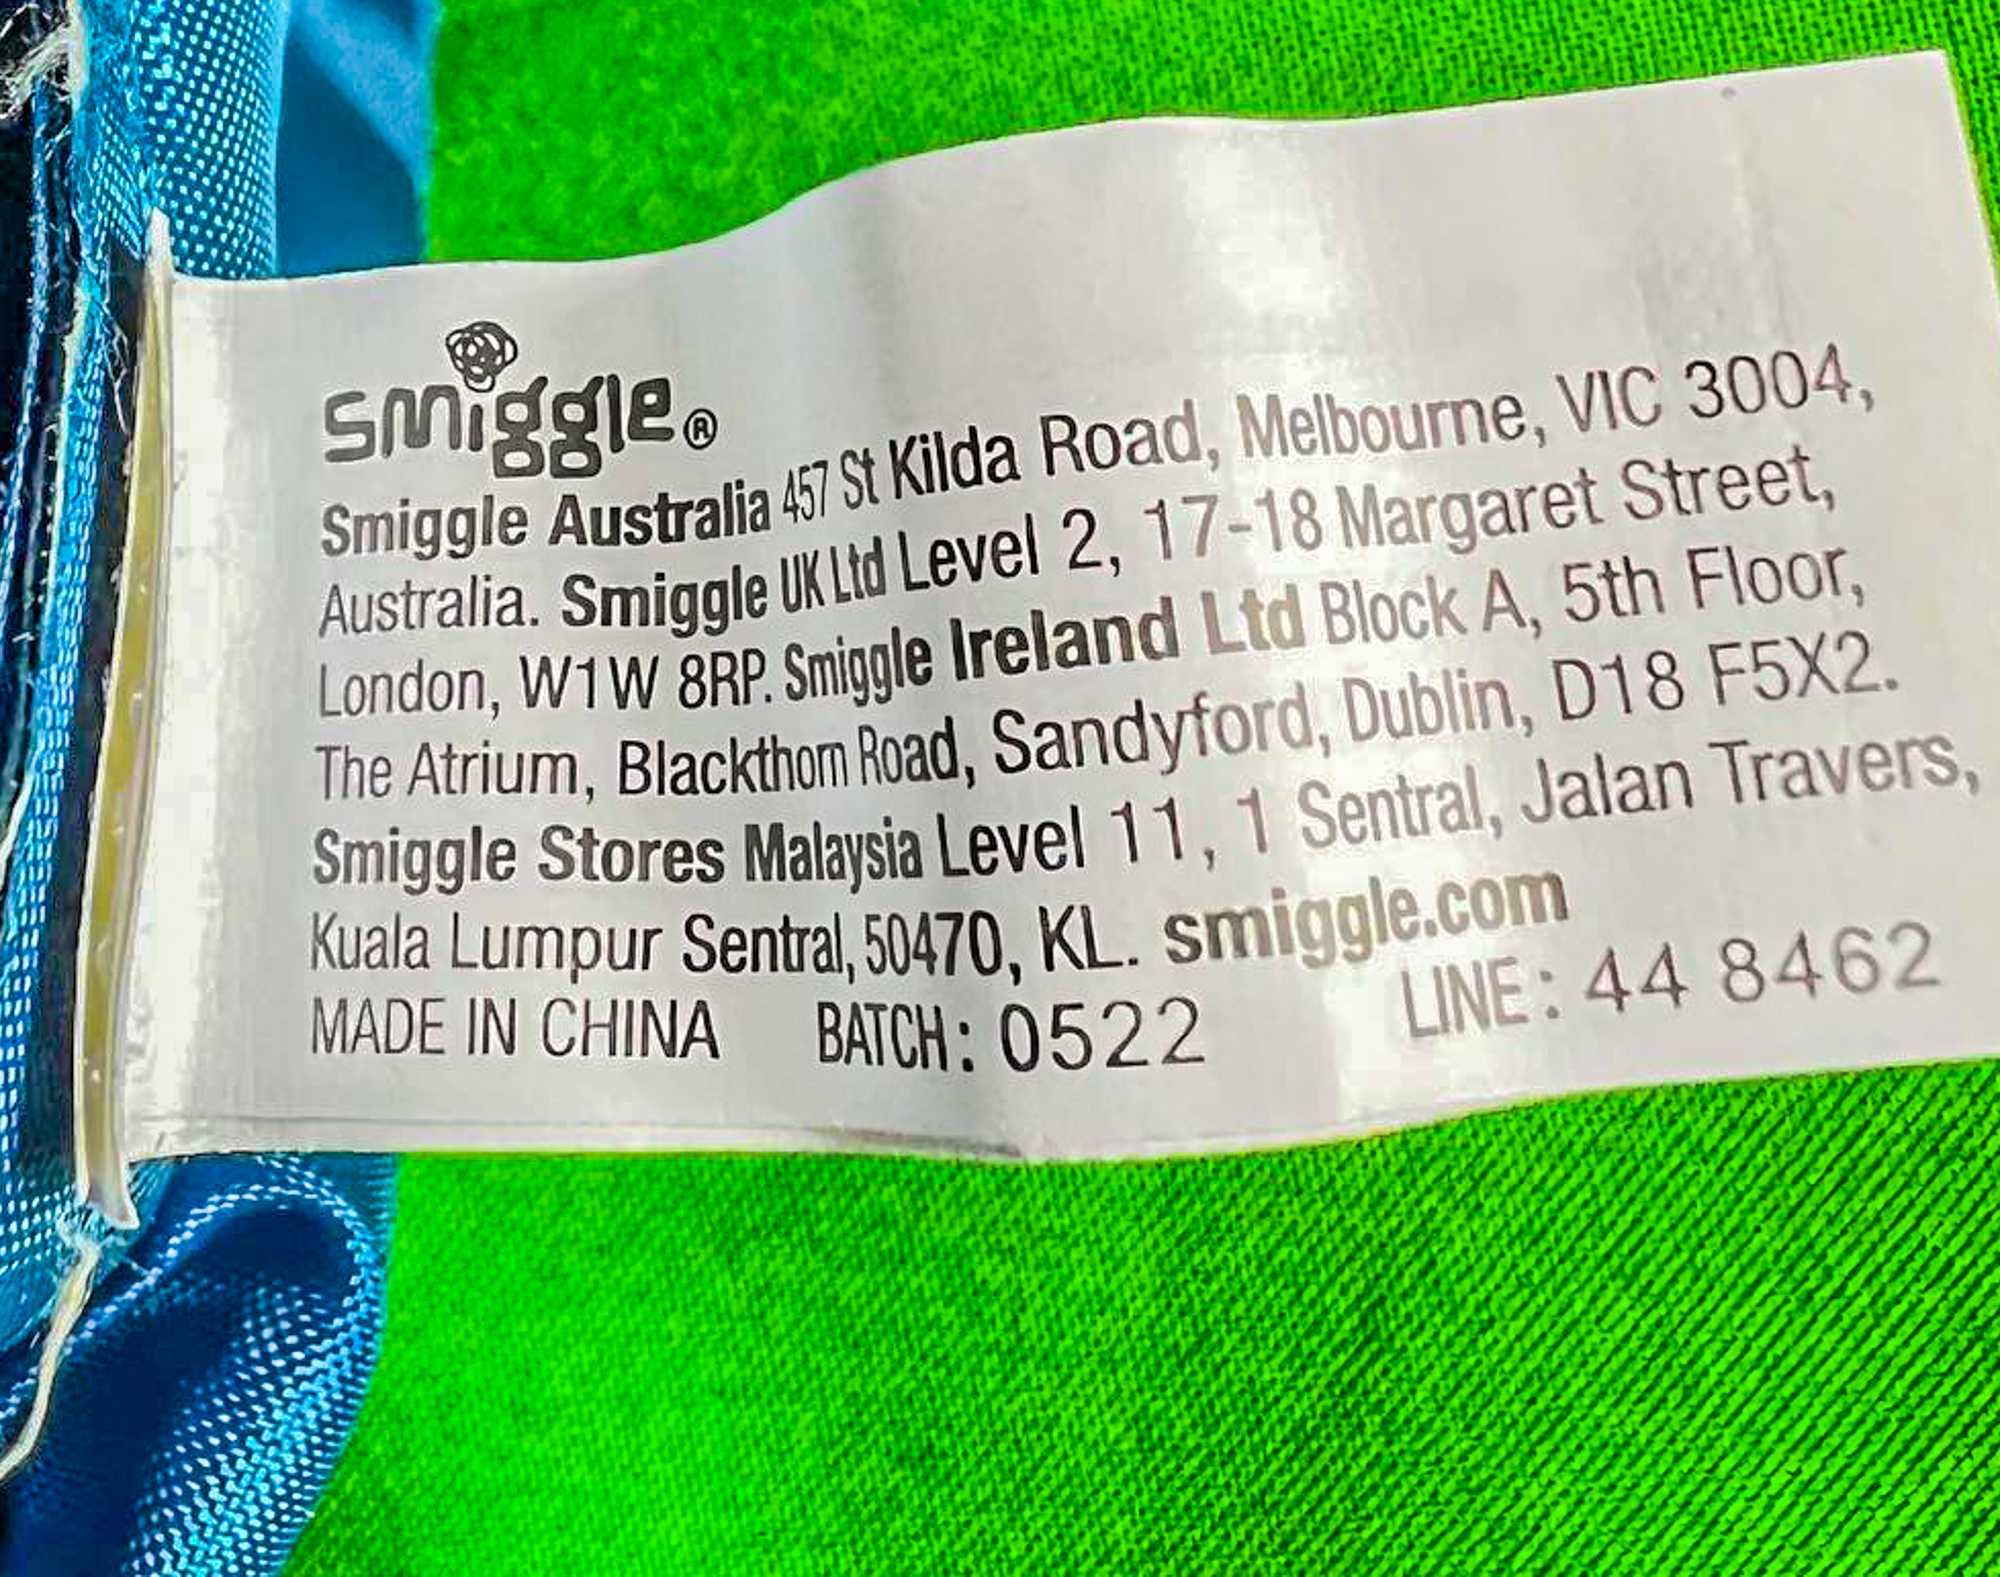 smiggle®
Smiggle Australia 457 St Kilda Road, Melbourne, VIC 3004,
Australia. Smiggle UK Ltd Level 2, 17-18 Margaret Street,
London, W1W 8RP. Smiggle Ireland Ltd Block A, 5th Floor,
The Atrium, Blackthorn Road, Sandyford, Dublin, D18 F5X2.
Smiggle Stores Malaysia Level 11, 1 Sentral, Jalan Travers,
Kuala Lumpur Sentral, 50470, KL. smiggle.com
MADE IN CHINA BATCH: 0522 LINE: 44 8462